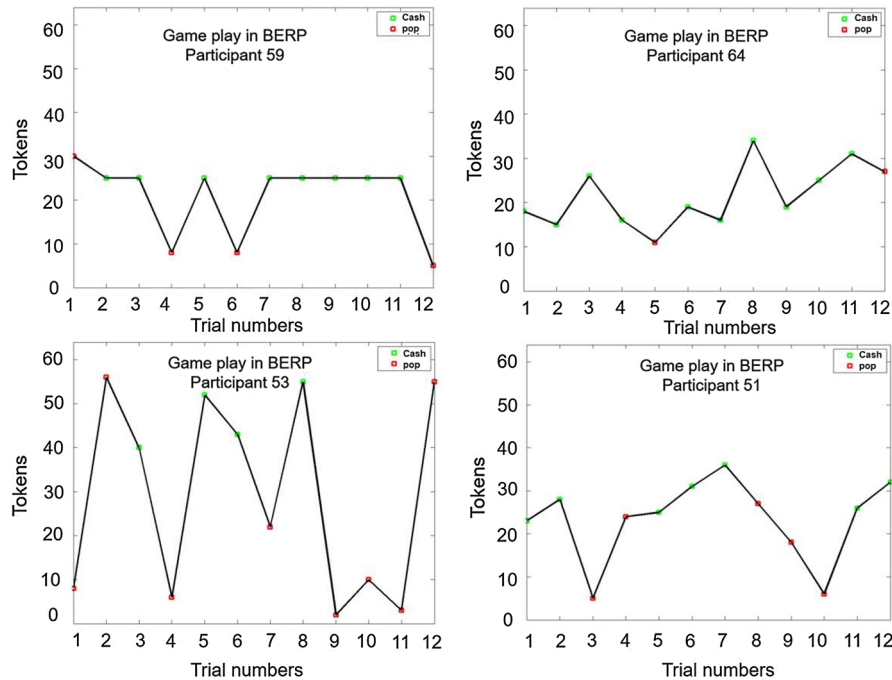 Game play in BERP
Participant 59
Cash
pop
Tokens
60
50
40
30
20
10
0
1 2 3 4 5 6 7 8 9 10 11 12
Trial numbers
Game play in BERP
Participant 64
Cash
pop
Tokens
60
50
40
30
20
10
0
1 2 3 4 5 6 7 8 9 10 11 12
Trial numbers
Game play in BERP
Participant 53
Cash
pop
Tokens
60
50
40
30
20
10
0
1 2 3 4 5 6 7 8 9 10 11 12
Trial numbers
Game play in BERP
Participant 51
Cash
pop
Tokens
60
50
40
30
20
10
0
1 2 3 4 5 6 7 8 9 10 11 12
Trial numbers